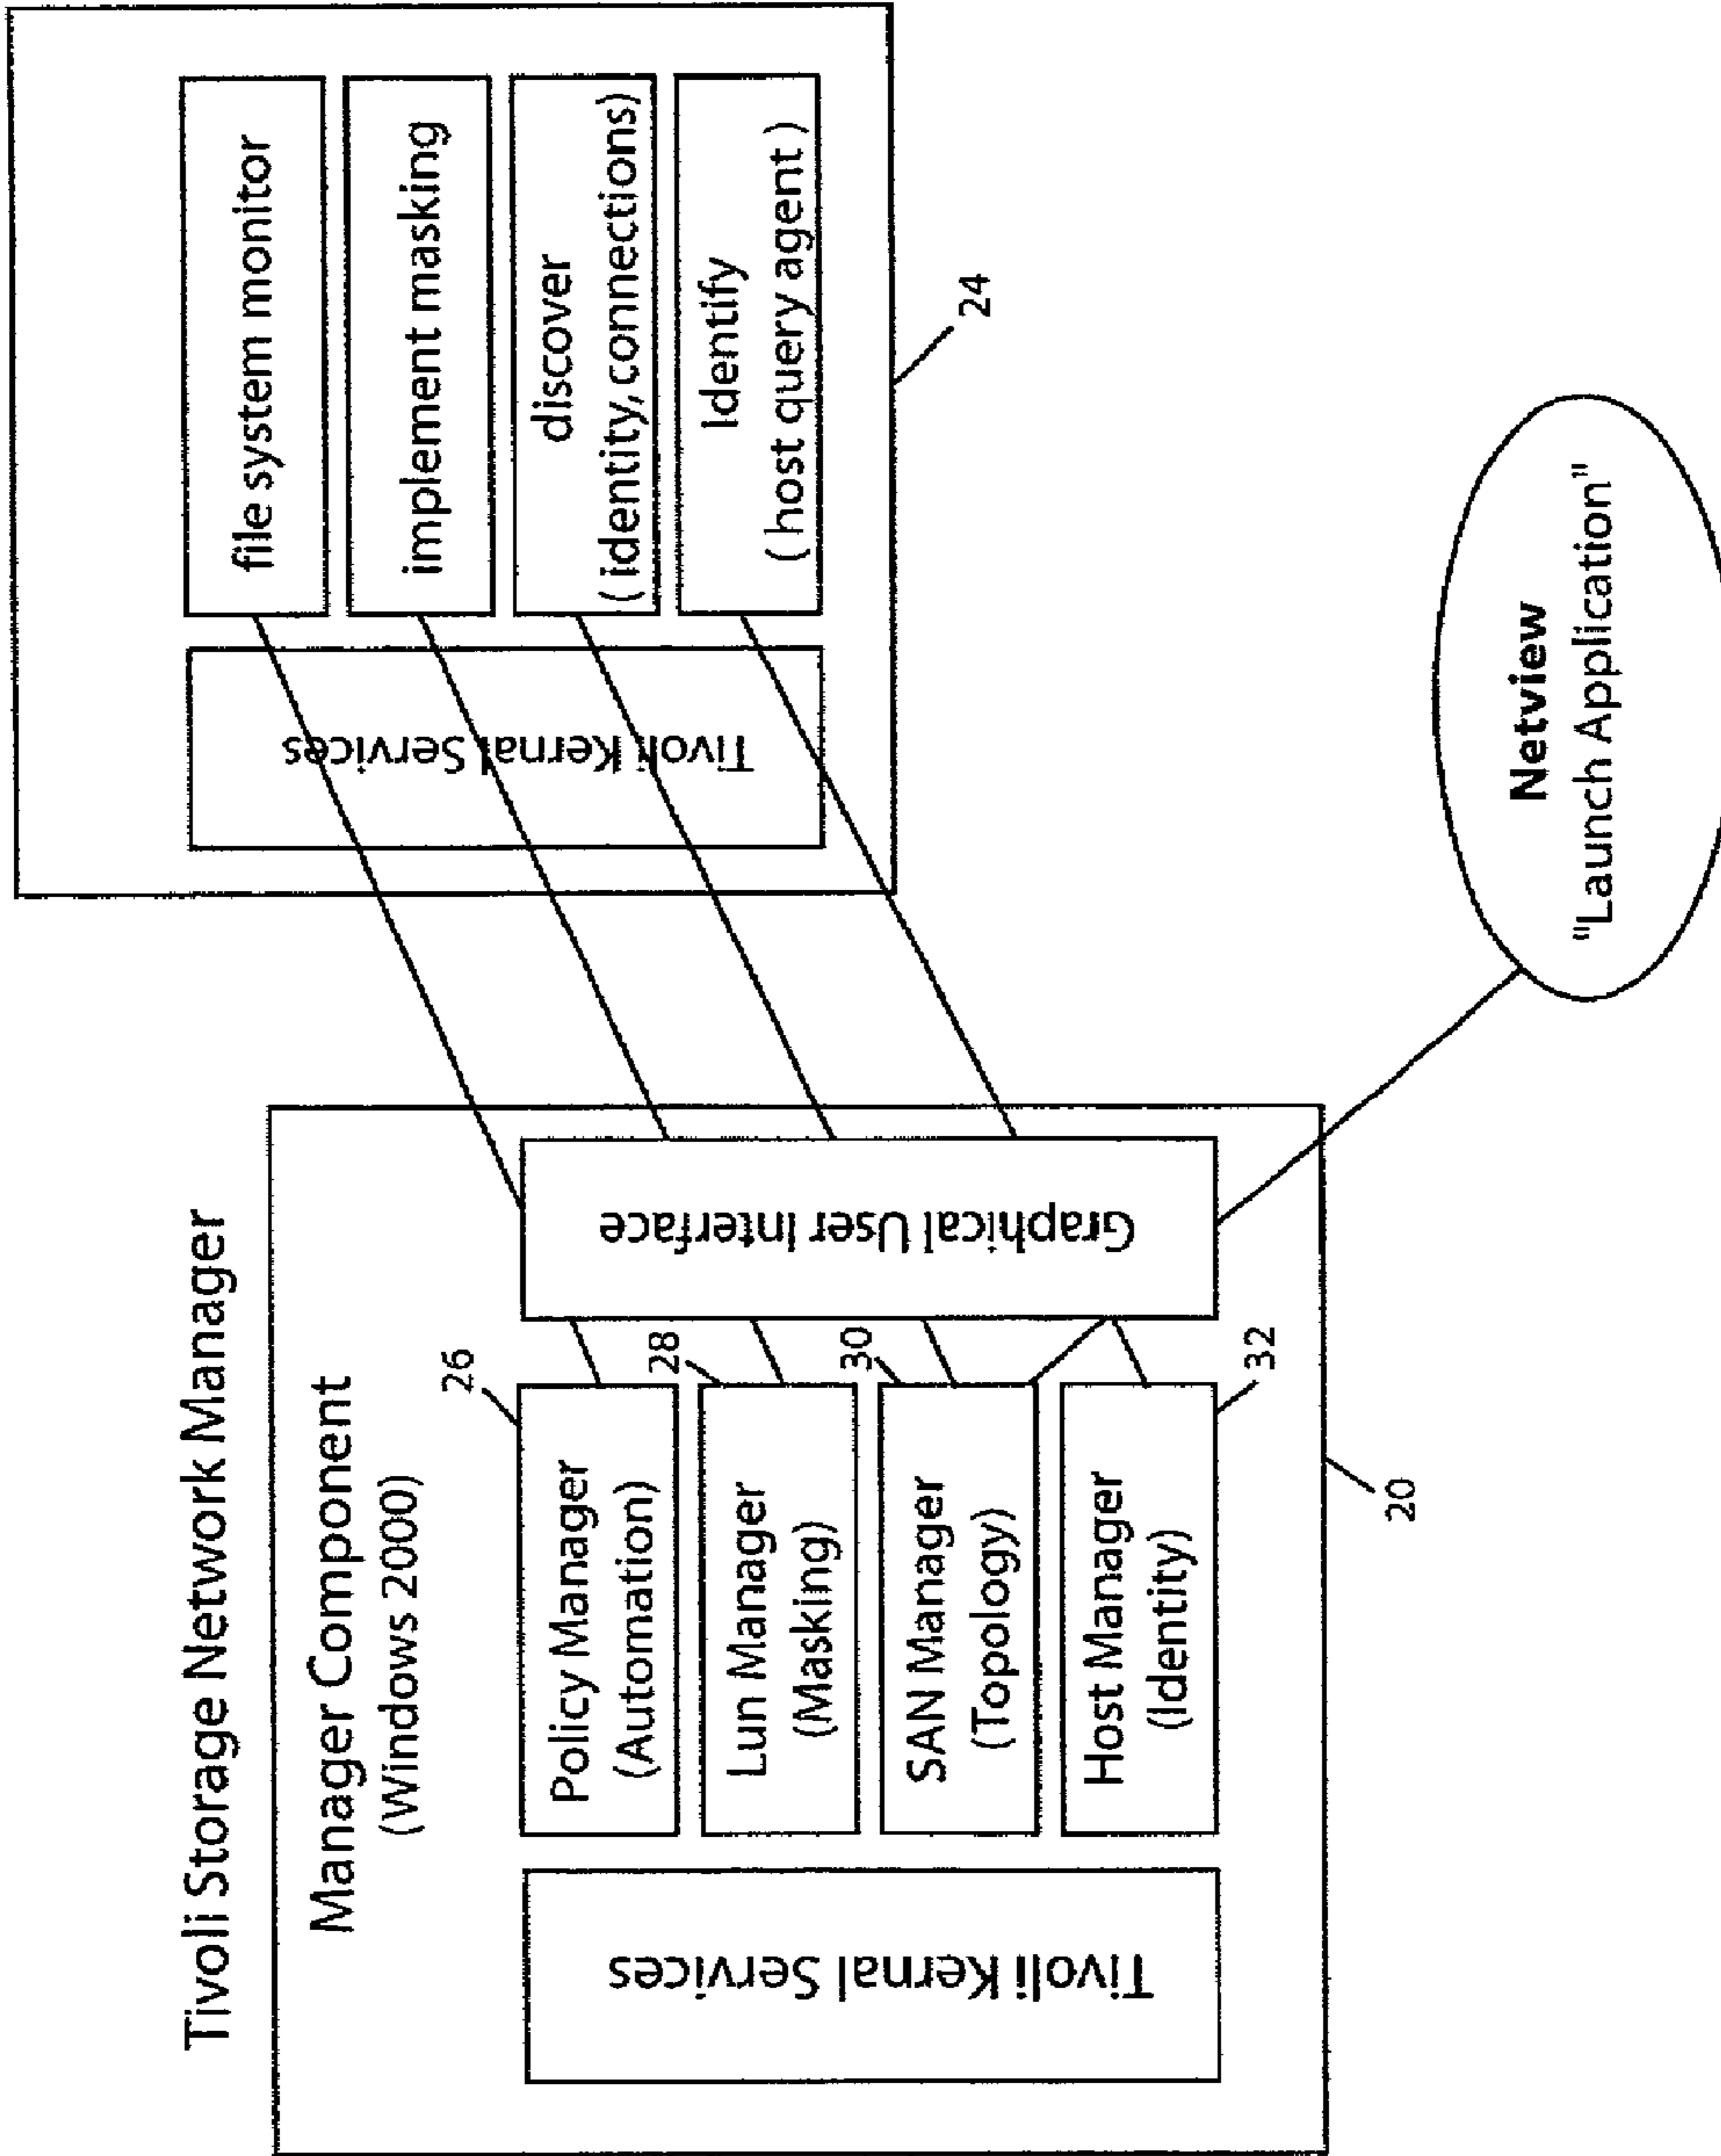 Tivoli Storage Network Manager
Manager Component
(Windows 2000)
Tivoli Kernal Services
Policy Manager
(Automation)
26
Lun Manager
(Masking)
28
SAN Manager
(Topology)
30
Host Manager
(Identity)
32
Graphical User Interface
20
Tivoli Kernal Services
file system monitor
implement masking
discover
( identity, connections)
Identify
( host query agent )
24
Netview
"Launch Application"